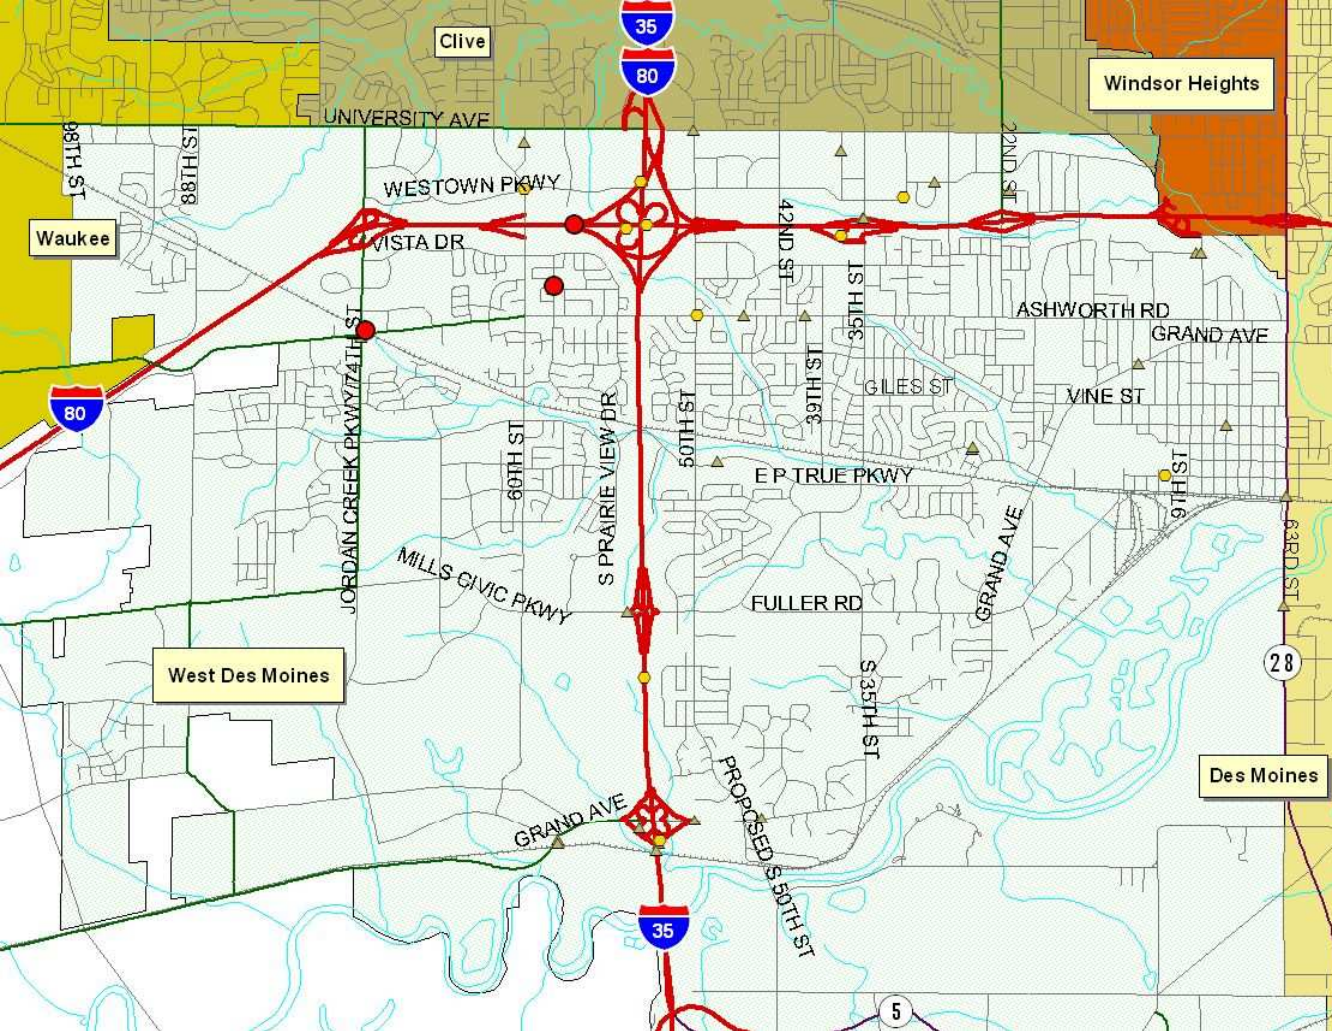 35
Clive
80
Windsor Heights
UNIVERSITY AVE
98TH ST
88TH ST
22ND ST
WESTOWN PKWY
Waukee
VISTA DR
42ND ST
35TH ST
ASHWORTH RD
GRAND AVE
JORDAN CREEK PKWY/74TH ST
39TH ST
GILES ST
VINE ST
80
S PRAIRIE VIEW DR
50TH ST
60TH ST
E P TRUE PKWY
9TH ST
GRAND AVE
63RD ST
MILLS CIVIC PKWY
FULLER RD
West Des Moines
28
S 35TH ST
Des Moines
PROPOSED S 50TH ST
GRAND AVE
35
5